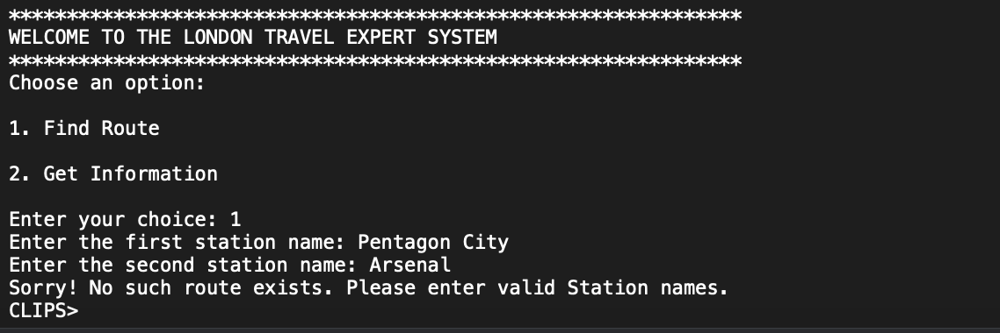 ***************************************************************
WELCOME TO THE LONDON TRAVEL EXPERT SYSTEM
***************************************************************
Choose an option:
1. Find Route
2. Get Information
Enter your choice: 1
Enter the first station name: Pentagon City
Enter the second station name: Arsenal
Sorry! No such route exists. Please enter valid Station names.
CLIPS>